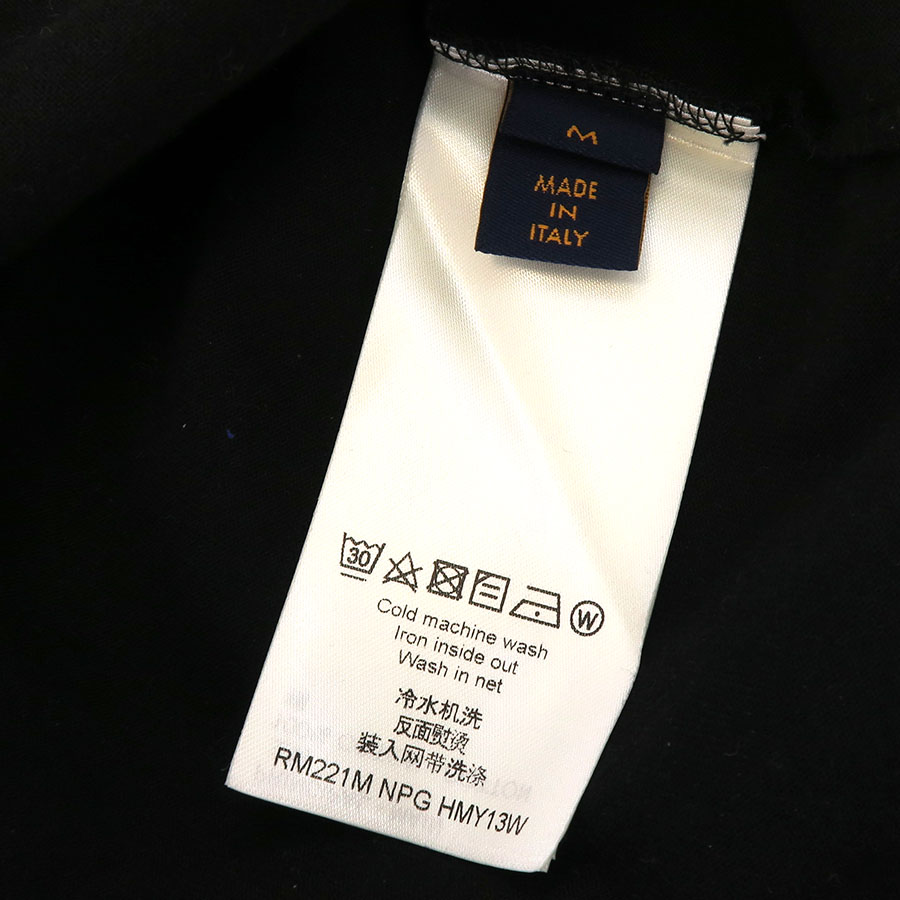 M
MADE
IN
ITALY
30
W
Cold machine wash
Iron inside out
Wash in net
冷水机洗
反面熨烫
装入网带洗涤
RM221M NPG HMY13W